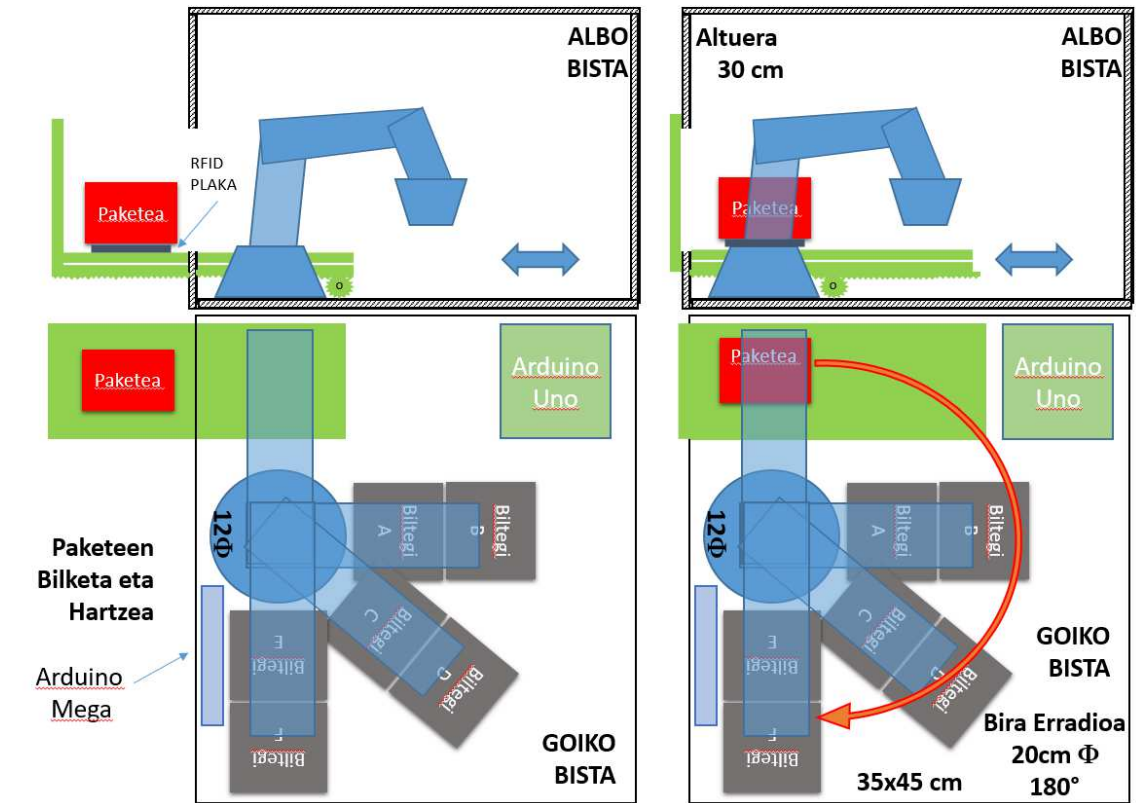 ALBO
BISTA
RFID
PLAKA
Paketea
o
Altuera
30 cm
ALBO
BISTA
Paketea
o
Paketea
Arduino
Uno
12Φ
Biltegi
A
Biltegi
B
Biltegi
C
Biltegi
D
Biltegi
E
Biltegi
F
Paketeen
Bilketa eta
Hartzea
Arduino
Mega
GOIKO
BISTA
Paketea
Arduino
Uno
12Φ
Biltegi
A
Biltegi
B
Biltegi
C
Biltegi
D
Biltegi
E
Biltegi
F
GOIKO
BISTA
Bira Erradioa
20cm Φ
180°
35x45 cm